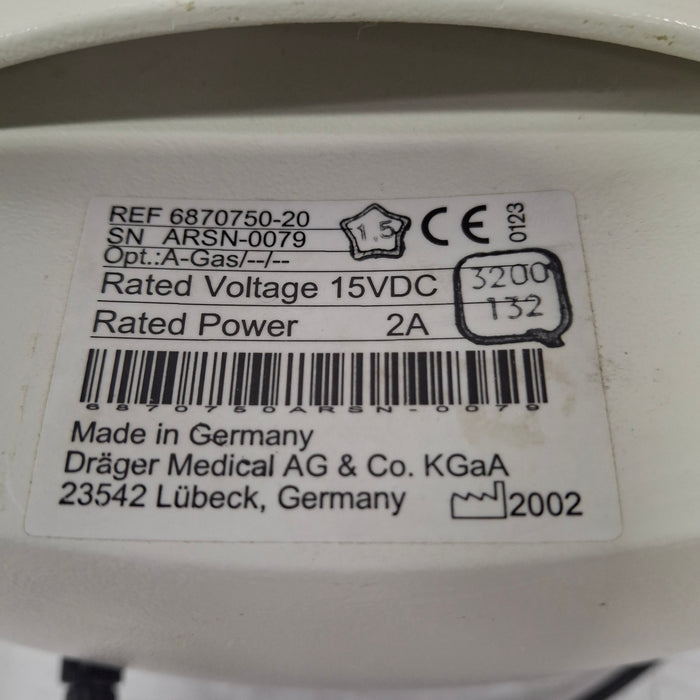 REF 6870750-20
SN ARSN-0079
Opt.:A-Gas/--/--
1.5
CE 0123
Rated Voltage 15VDC
Rated Power 2A
3200
132
6870750ARSN-0079
Made in Germany
Dräger Medical AG & Co. KGaA
23542 Lübeck, Germany
2002